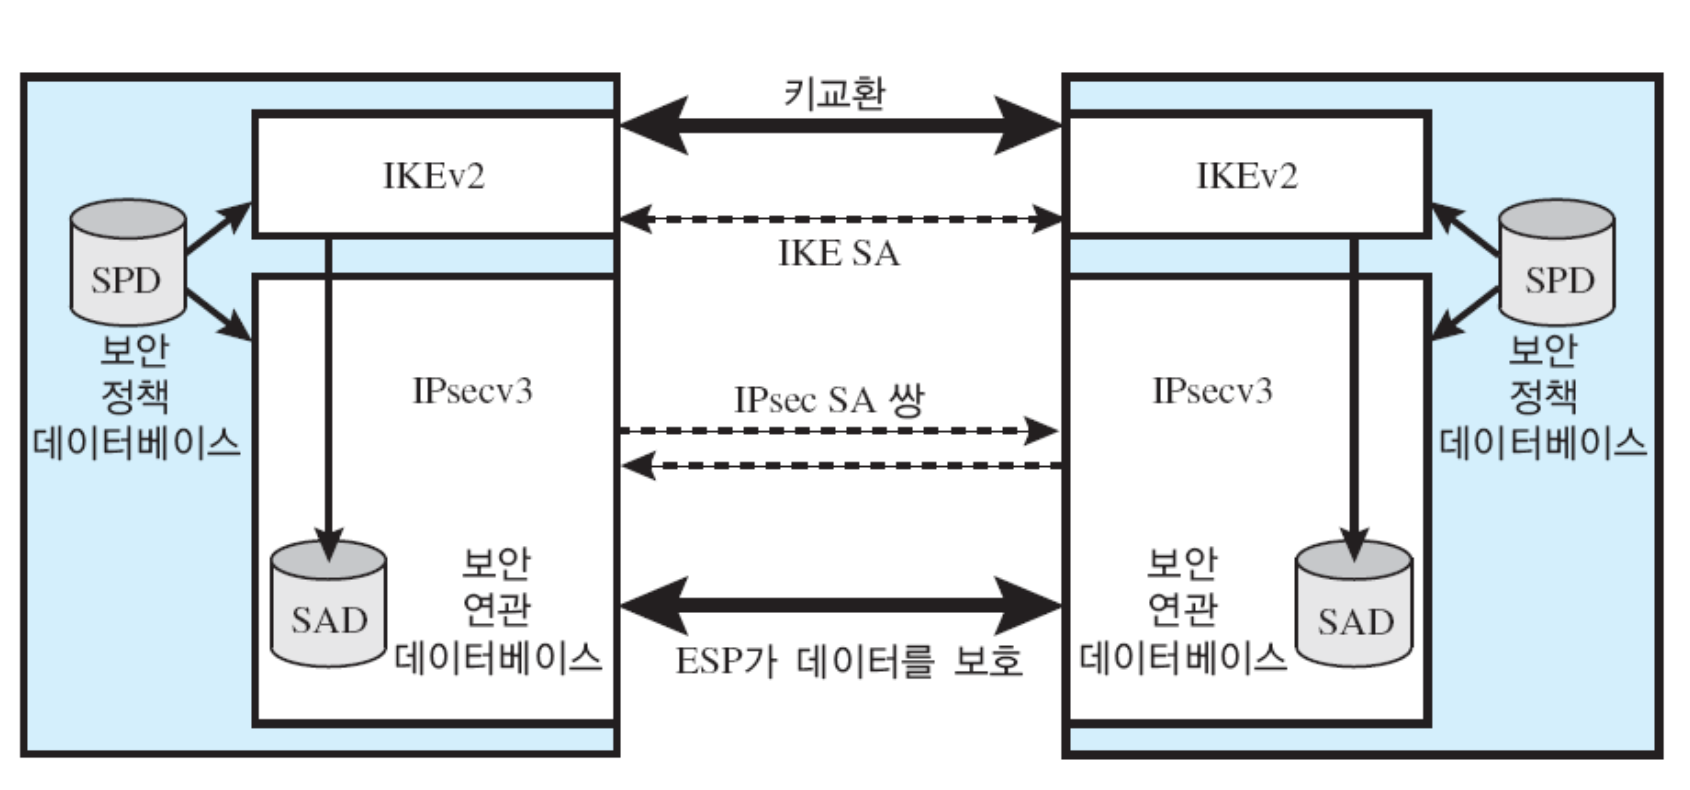 키교환
IKEv2
IKEv2
IKE SA
SPD
보안
정책
데이터베이스
SPD
보안
정책
데이터베이스
IPsecv3
IPsec SA 쌍
IPsecv3
SAD
보안
연관
데이터베이스
ESP가 데이터를 보호
보안
연관
데이터베이스
SAD